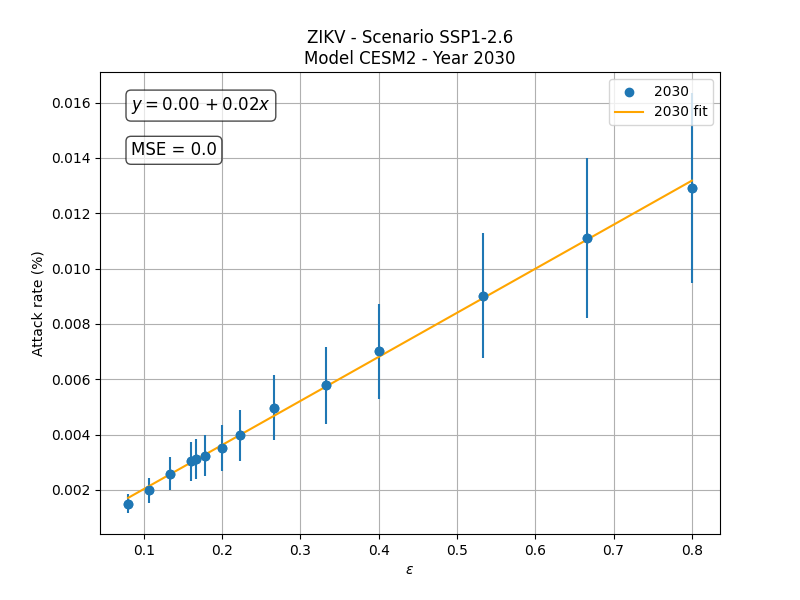 ZIKV - Scenario SSP1-2.6
Model CESM2 - Year 2030
y = 0.00 + 0.02x
MSE = 0.0
2030
2030 fit
Attack rate (%)
0.016
0.014
0.012
0.010
0.008
0.006
0.004
0.002
0.1 0.2 0.3 0.4 0.5 0.6 0.7 0.8
ε